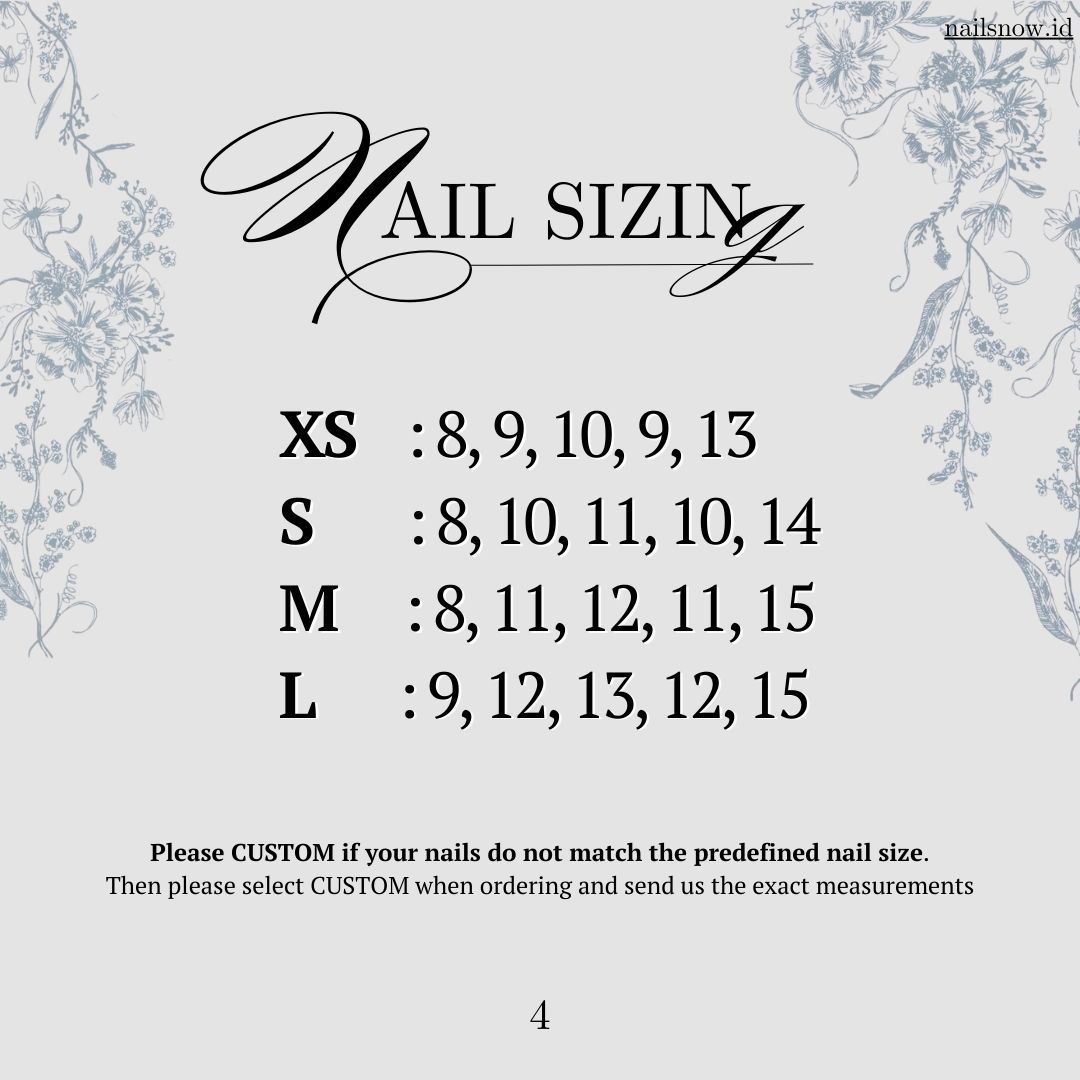 nailsnow.id
NAIL SIZINg
XS : 8, 9, 10, 9, 13
S : 8, 10, 11, 10, 14
M : 8, 11, 12, 11, 15
L : 9, 12, 13, 12, 15
Please CUSTOM if your nails do not match the predefined nail size.
Then please select CUSTOM when ordering and send us the exact measurements
4